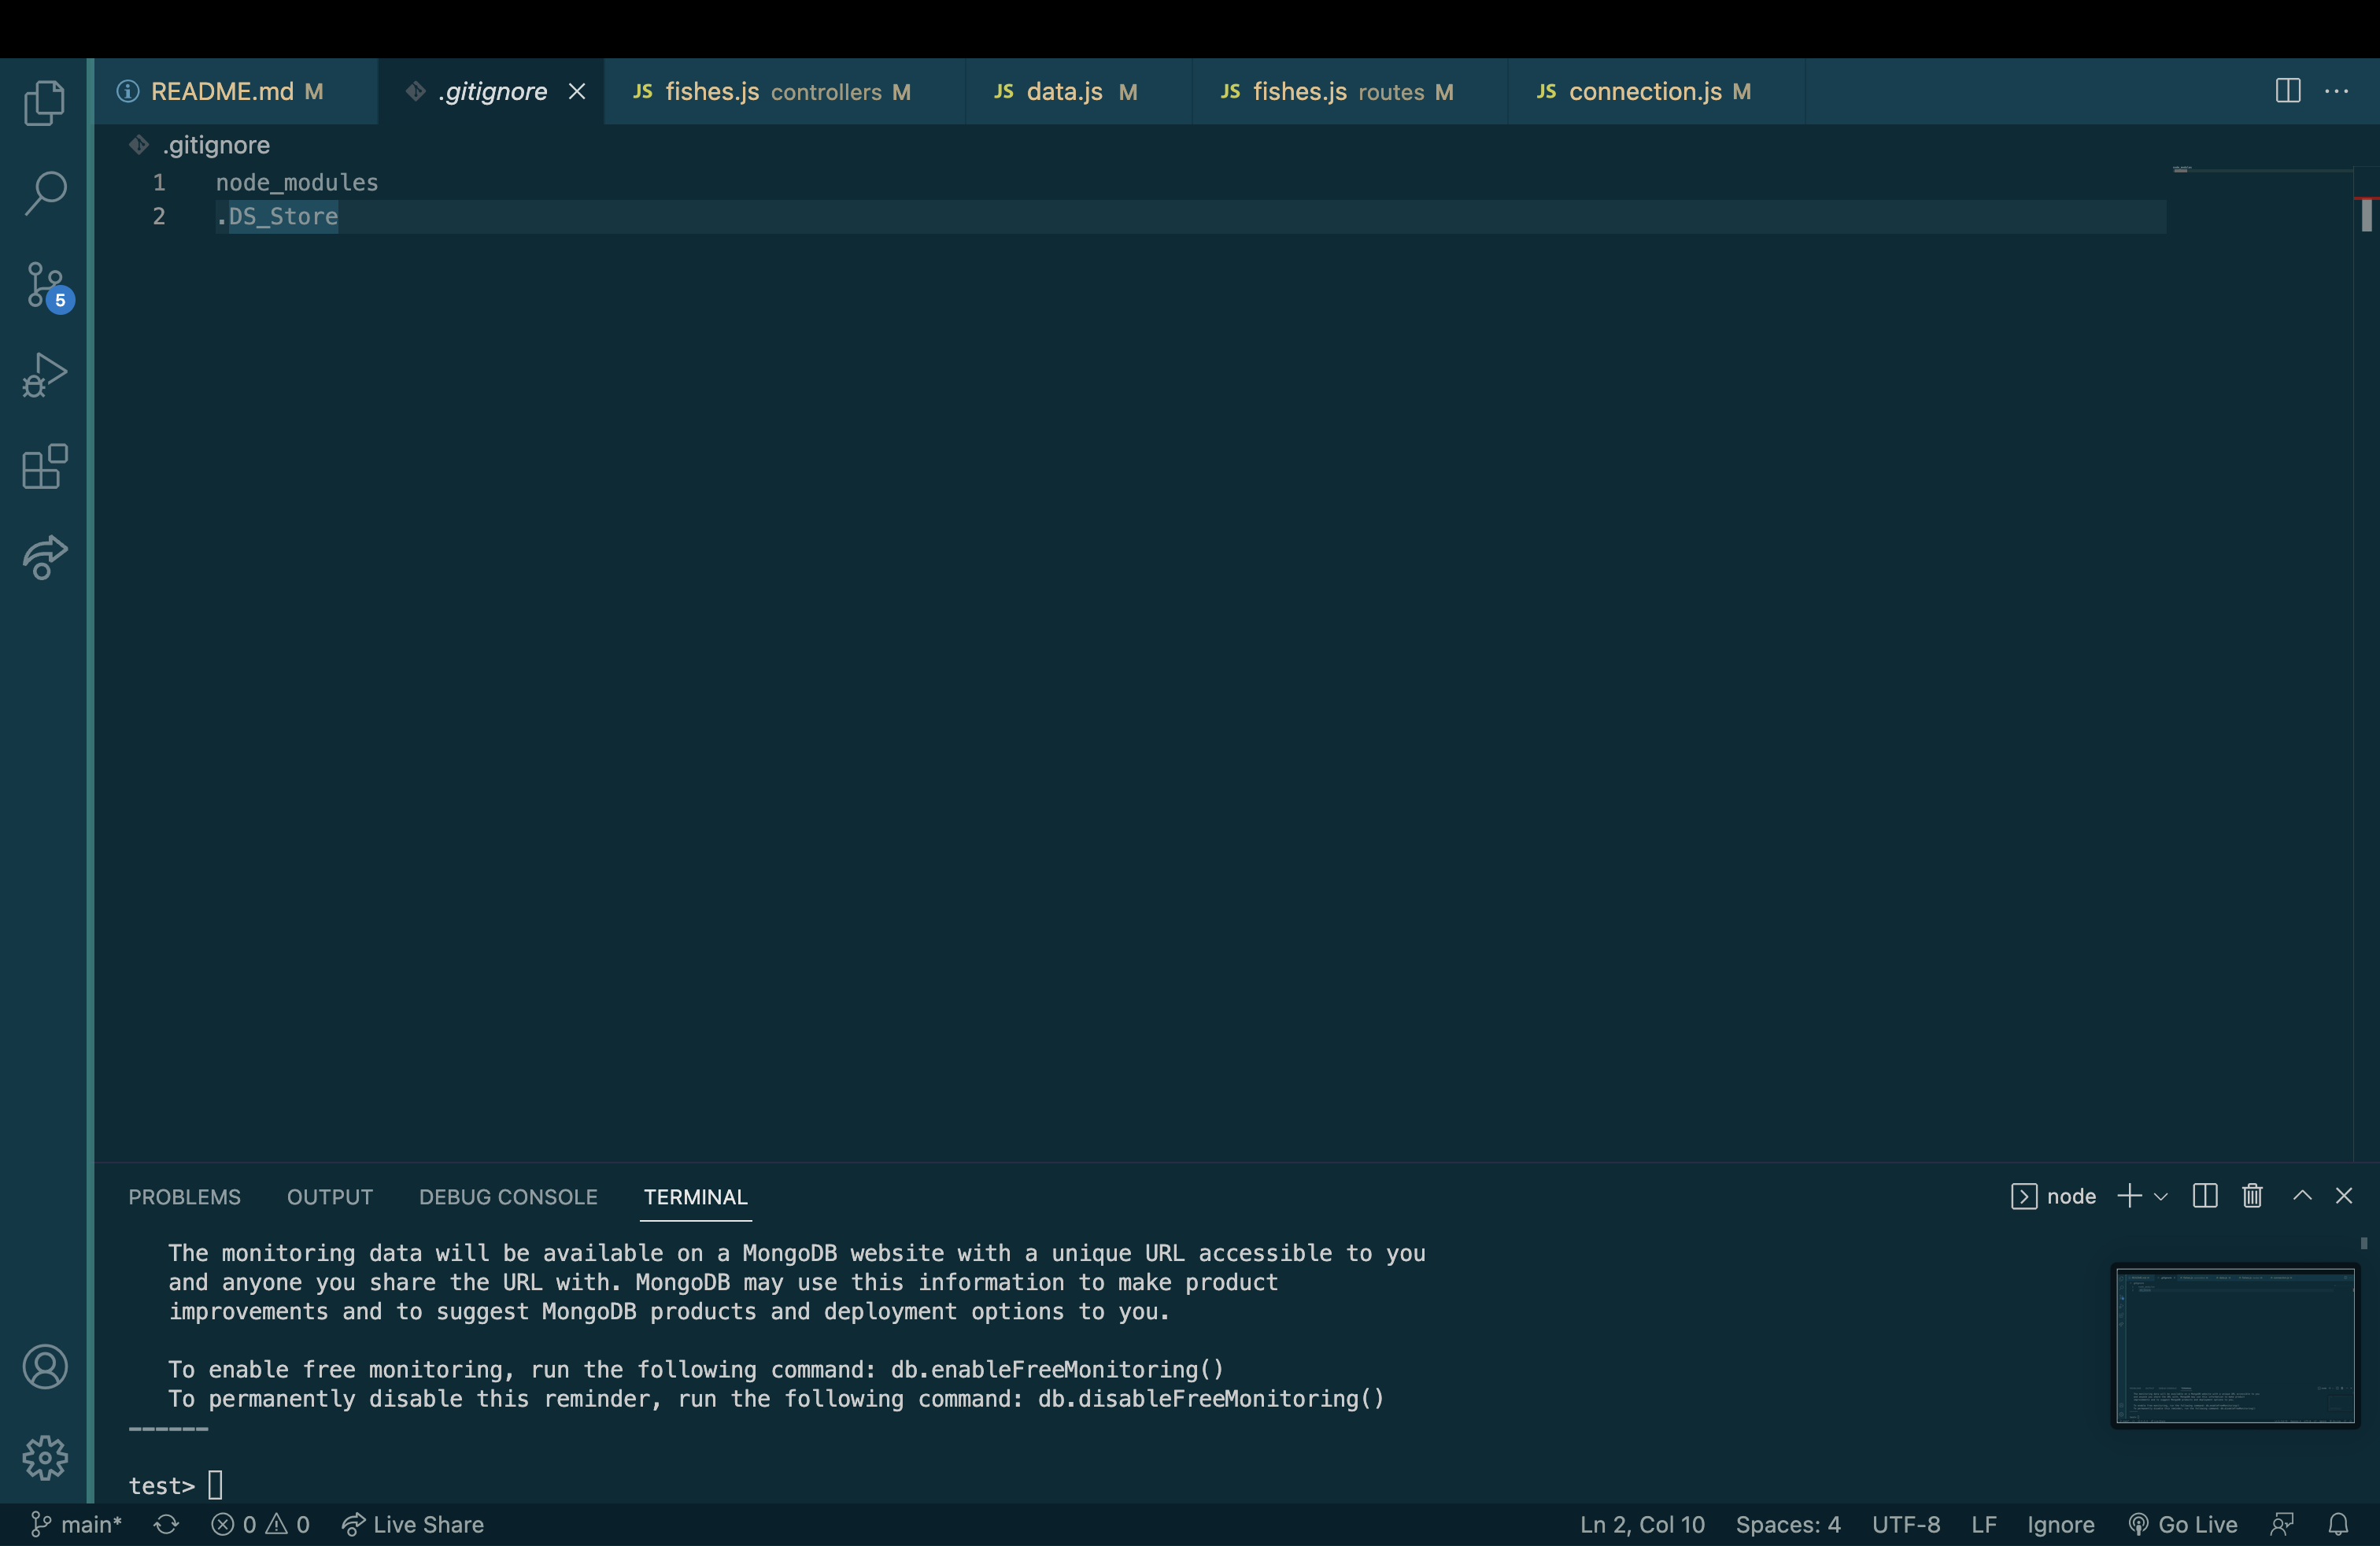 README.md M
.gitignore
JS fishes.js controllers M
JS data.js M
JS fishes.js routes M
JS connection.js M
.gitignore
1 node_modules
2 .DS_Store
5
PROBLEMS OUTPUT DEBUG CONSOLE TERMINAL
node
The monitoring data will be available on a MongoDB website with a unique URL accessible to you
and anyone you share the URL with. MongoDB may use this information to make product
improvements and to suggest MongoDB products and deployment options to you.
To enable free monitoring, run the following command: db.enableFreeMonitoring()
To permanently disable this reminder, run the following command: db.disableFreeMonitoring()
------
test>
main* 0 0 Live Share
Ln 2, Col 10 Spaces: 4 UTF-8 LF Ignore Go Live